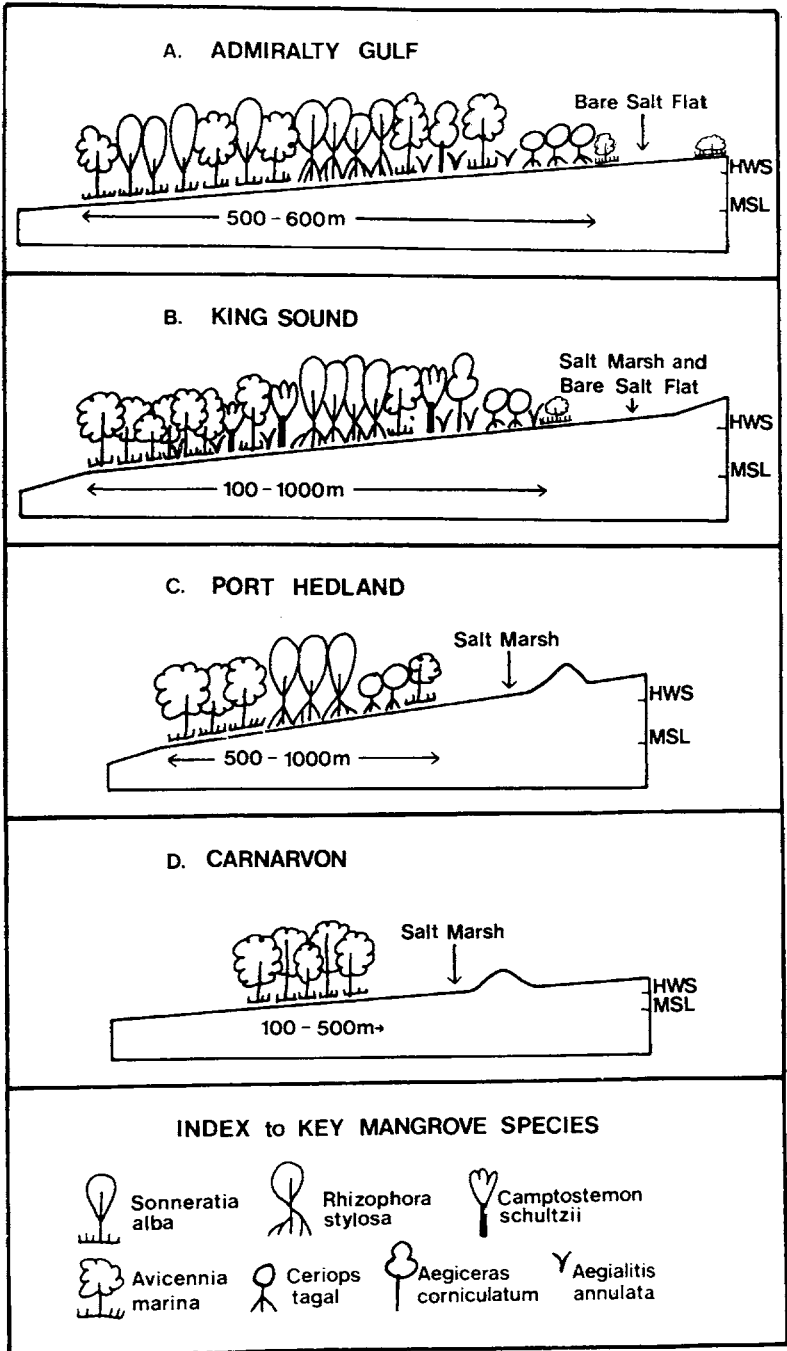 A. ADMIRALTY GULF
Bare Salt Flat
HWS
MSL
500-600m
B. KING SOUND
Salt Marsh and
Bare Salt Flat
HWS
MSL
100-1000m
C. PORT HEDLAND
Salt Marsh
HWS
MSL
500-1000m
D. CARNARVON
Salt Marsh
HWS
MSL
100-500m
INDEX to KEY MANGROVE SPECIES
Sonneratia
alba
Rhizophora
stylosa
Camptostemon
schultzii
Avicennia
marina
Ceriops
tagal
Aegiceras
corniculatum
Aegialitis
annulata